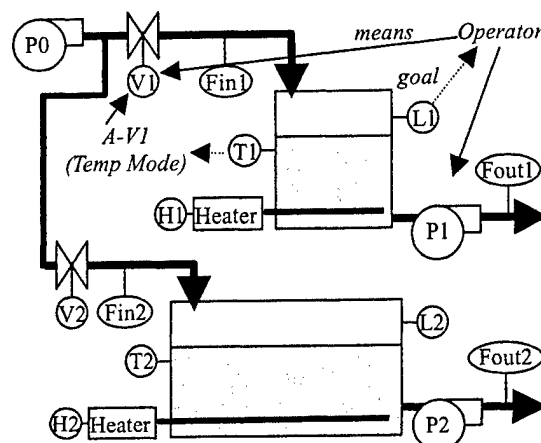 P0
means
Operator
V1
Fin1
goal
L1
A-V1
(Temp Mode)
T1
Fout1
H1
Heater
P1
V2
Fin2
L2
T2
Fout2
H2
Heater
P2